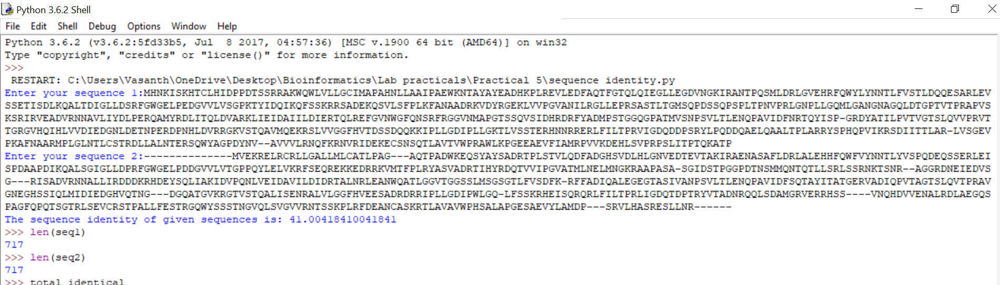 Python 3.6.2 Shell
File Edit Shell Debug Options Window Help
Python 3.6.2 (v3.6.2:5fd33b5, Jul  8 2017, 04:57:36) [MSC v.1900 64 bit (AMD64)] on win32
Type "copyright", "credits" or "license()" for more information.
>>>
 RESTART: C:\Users\Vasanth\OneDrive\Desktop\Bioinformatics\Lab practicals\Practical 5\sequence identity.py
Enter your sequence 1:MHNKISKHTCLHIDPPDTSSRRAKWQWLVLLGCIMAPAHNLLAAIPAEWKNTAYAYEADHKPLREVLEDFAQTFGTQLQIEGLLEGDVNGKIRANTPQSMLDRLGVEHRFQWYLYNNTLFVSTLDQQESARLEV
SSETISDLKQALTDIGLLDSRFGWGELPEDGVVLVSGPKTYIDQIKQFSSKRRSADEKQSVLSFPLKFANAADRKVDYRGEKLVVPGVANILRGLLEPRSASTLTGMSQPDSSQPSPLTPNVPRLGNPLLGQMLGANGNAGQLDTGPTVTPRAPVS
KSRIRVEADVRNNAVLIYDLPERQAMYRDLITQLDVARKLIEIDAIILDIERTQLREFGVNWGFQNSRFRGGVNMAPGTSSQVSIDHRDRFYADMPSTGGQGPATMVSNPSVLTLENQPAVIDFNRTQYISP-GRDYATILPVTVGTSLQVVPRVT
TGRGVHQIHLVVDIEDGNLDETNPERDPNHLDVRRGKVSTQAVMQEKRSLVVGGFHVTDSSDQQKKIPLLGDIPLLGKTLVSSTERHNNRRERLFILTPRVIGDQDDPSRYLPQDDQAELQAALTPLARRYSPHQPVIKRSDIITTLAR-LVSGEV
PKAFNAARMPLGLNTLCSTRDLLALNTERSQWYAGPDYNV--AVVVLRNQFKRNVRIDEKECSNSQTLAVTVWPRAWLKPGEEAEVFIAMRPVVKDEHLSVPRPSLITPTQKATP
Enter your sequence 2:--------------MVEKRELRCRLLGALLMLCATLPAG---AQTPADWKEQSYAYSADRTPLSTVLQDFADGHSVDLHLGNVEDTEVTAKIRAENASAFLDRLALEHHFQWFVYNNTLYVSPQDEQSSERLEI
SPDAAPDIKQALSGIGLLDPRFGWGELPDDGVVLVTGPPQYLELVKRFSEQREKKEDRRKVMTFPLRYASVADRTIHYRDQTVVIPGVATMLNELMNGKRAAPASA-SGIDSTPGGPDTNSMMQNTQTLLSRLSSRNKTSNR--AGGRDNEIEDVS
G---RISADVRNNALLIRDDDKRHDEYSQLIAKIDVPQNLVEIDAVILDIDRTALNRLEANWQATLGGVTGGSSLMSGSGTLFVSDFK-RFFADIQALEGEGTASIVANPSVLTLENQPAVIDFSQTAYITATGERVADIQPVTAGTSLQVTPRAV
GNEGHSSIQLMIDIEDGHVQTNG---DGQATGVKRGTVSTQALISENRALVLGGFHVEESADRDRRIPLLGDIPWLGQ-LFSSKRHEISQRQRLFILTPRLIGDQTDPTRYVTADNRQQLSDAMGRVERRHSS----VNQHDVVENALRDLAEGQS
PAGFQPQTSGTRLSEVCRSTPALLFESTRGQWYSSSTNGVQLSVGVVRNTSSKPLRFDEANCASKRTLAVAVWPHSALAPGESAEVYLAMDP---SRVLHASRESLLNR------
The sequence identity of given sequences is: 41.00418410041841
>>> len(seq1)
717
>>> len(seq2)
717
>>> total identical